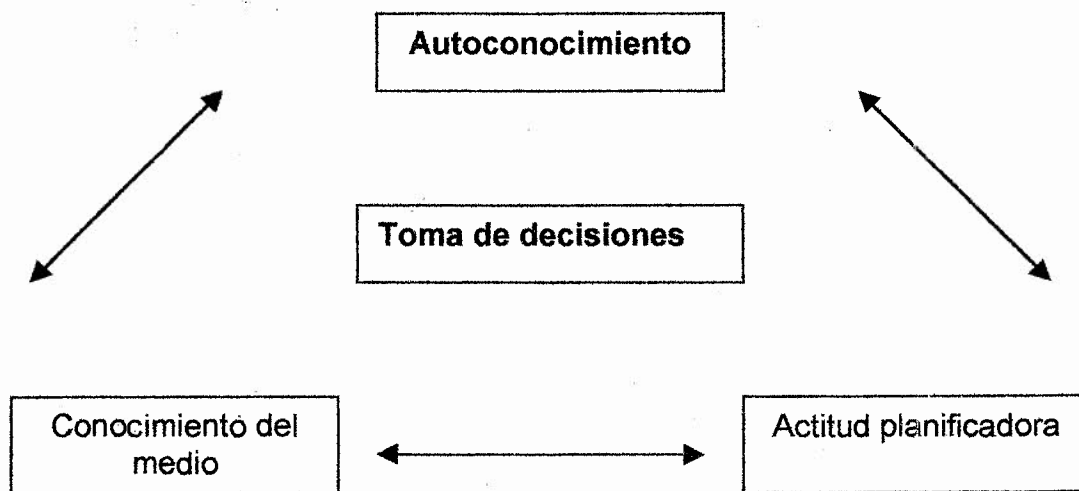 Autoconocimiento
Toma de decisiones
Conocimiento del
medio
Actitud planificadora